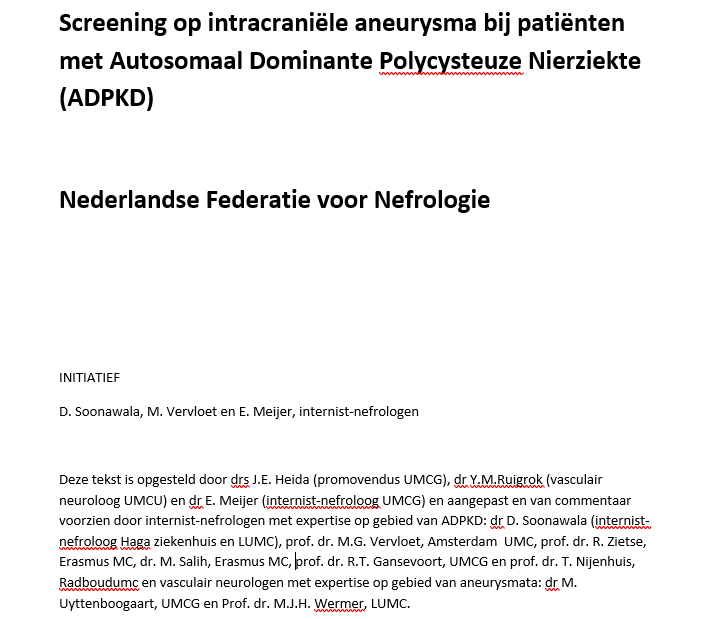 Screening op intracraniële aneurysma bij patiënten
met Autosomaal Dominante Polycysteuze Nierziekte
(ADPKD)
Nederlandse Federatie voor Nefrologie
INITIATIEF
D. Soonawala, M. Vervloet en E. Meijer, internist-nefrologen
Deze tekst is opgesteld door drs J.E. Heida (promovendus UMCG), dr Y.M.Ruigrok (vasculair
neuroloog UMCU) en dr E. Meijer (internist-nefroloog UMCG) en aangepast en van commentaar
voorzien door internist-nefrologen met expertise op gebied van ADPKD: dr D. Soonawala (internist-
nefroloog Haga ziekenhuis en LUMC), prof. dr. M.G. Vervloet, Amsterdam  UMC, prof. dr. R. Zietse,
Erasmus MC, dr. M. Salih, Erasmus MC, prof. dr. R.T. Gansevoort, UMCG en prof. dr. T. Nijenhuis,
Radboudumc en vasculair neurologen met expertise op gebied van aneurysmata: dr M.
Uyttenboogaart, UMCG en Prof. dr. M.J.H. Wermer, LUMC.